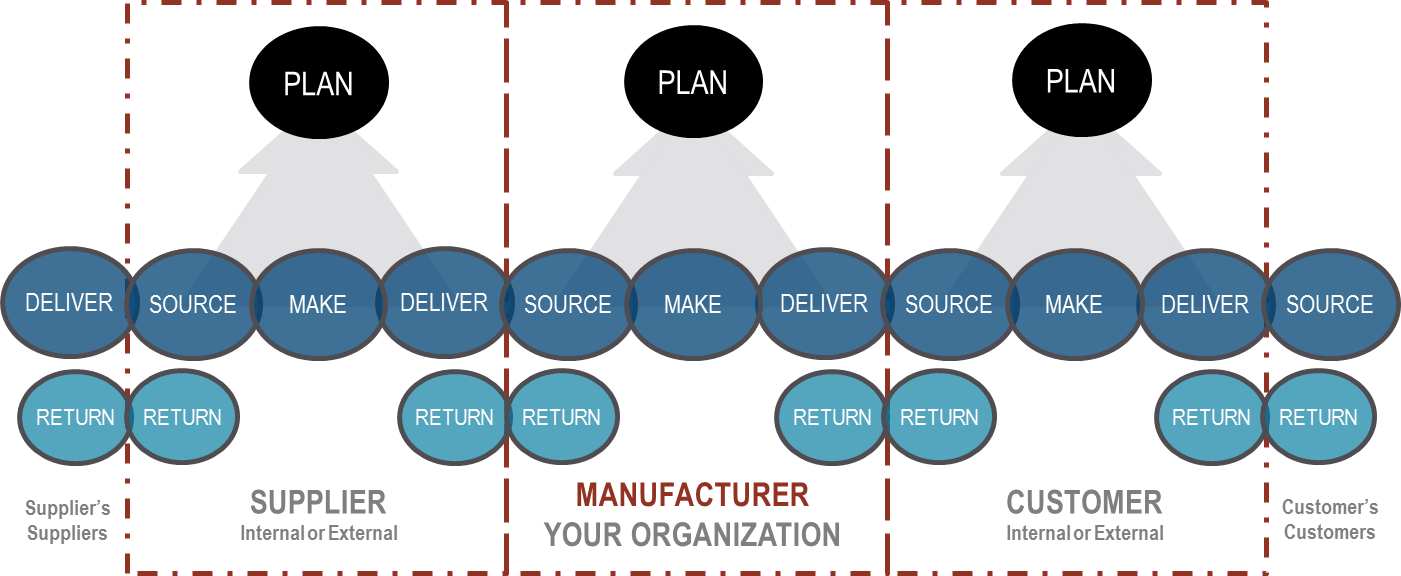 PLAN
PLAN
PLAN
DELIVER
SOURCE
MAKE
DELIVER
SOURCE
MAKE
DELIVER
SOURCE
MAKE
DELIVER
SOURCE
RETURN
RETURN
RETURN
RETURN
RETURN
RETURN
RETURN
RETURN
Supplier’s
Suppliers
SUPPLIER
Internal or External
MANUFACTURER
YOUR ORGANIZATION
CUSTOMER
Internal or External
Customer’s
Customers